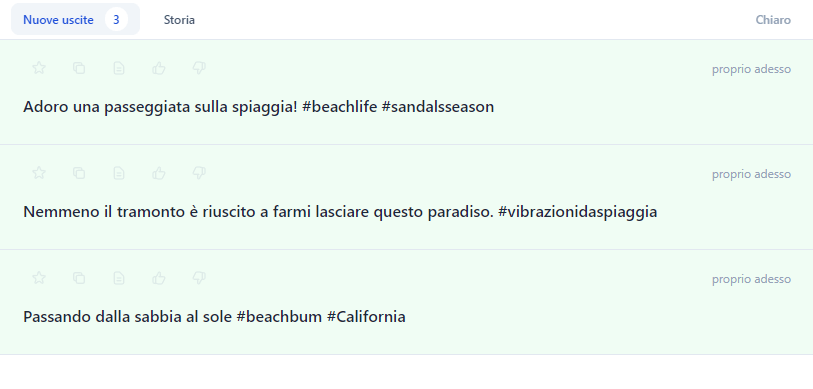 Nuove uscite 3 Storia Chiaro
proprio adesso
Adoro una passeggiata sulla spiaggia! #beachlife #sandalsseason
proprio adesso
Nemmeno il tramonto è riuscito a farmi lasciare questo paradiso. #vibrazionidaspiaggia
proprio adesso
Passando dalla sabbia al sole #beachbum #California